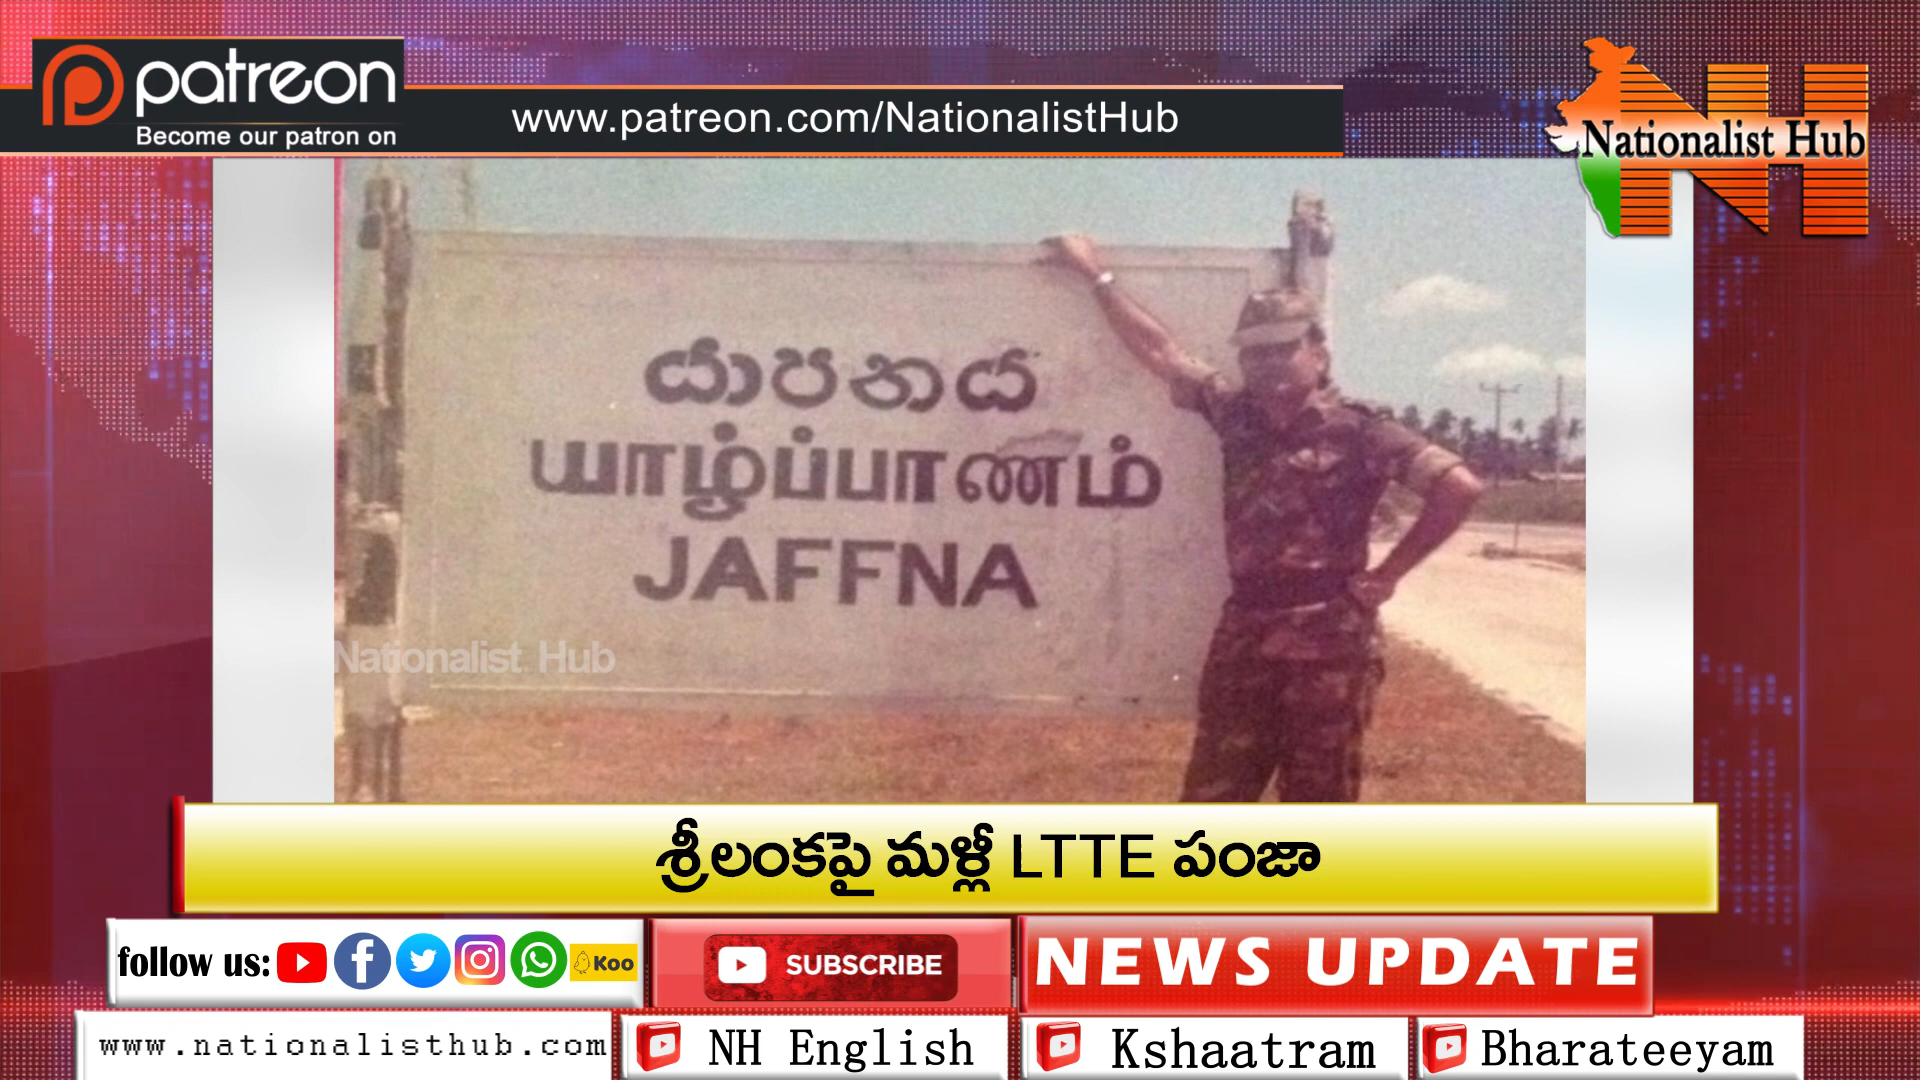 patreon
Become our patron on
www.patreon.com/NationalistHub
NH
Nationalist Hub
යාපනය
யாழ்ப்பாணம்
JAFFNA
Nationalist Hub
శ్రీలంకపై మళ్లీ LTTE పంజా
follow us:
Koo
SUBSCRIBE
NEWS UPDATE
www.nationalisthub.com
NH English
Kshaatram
Bharateeyam